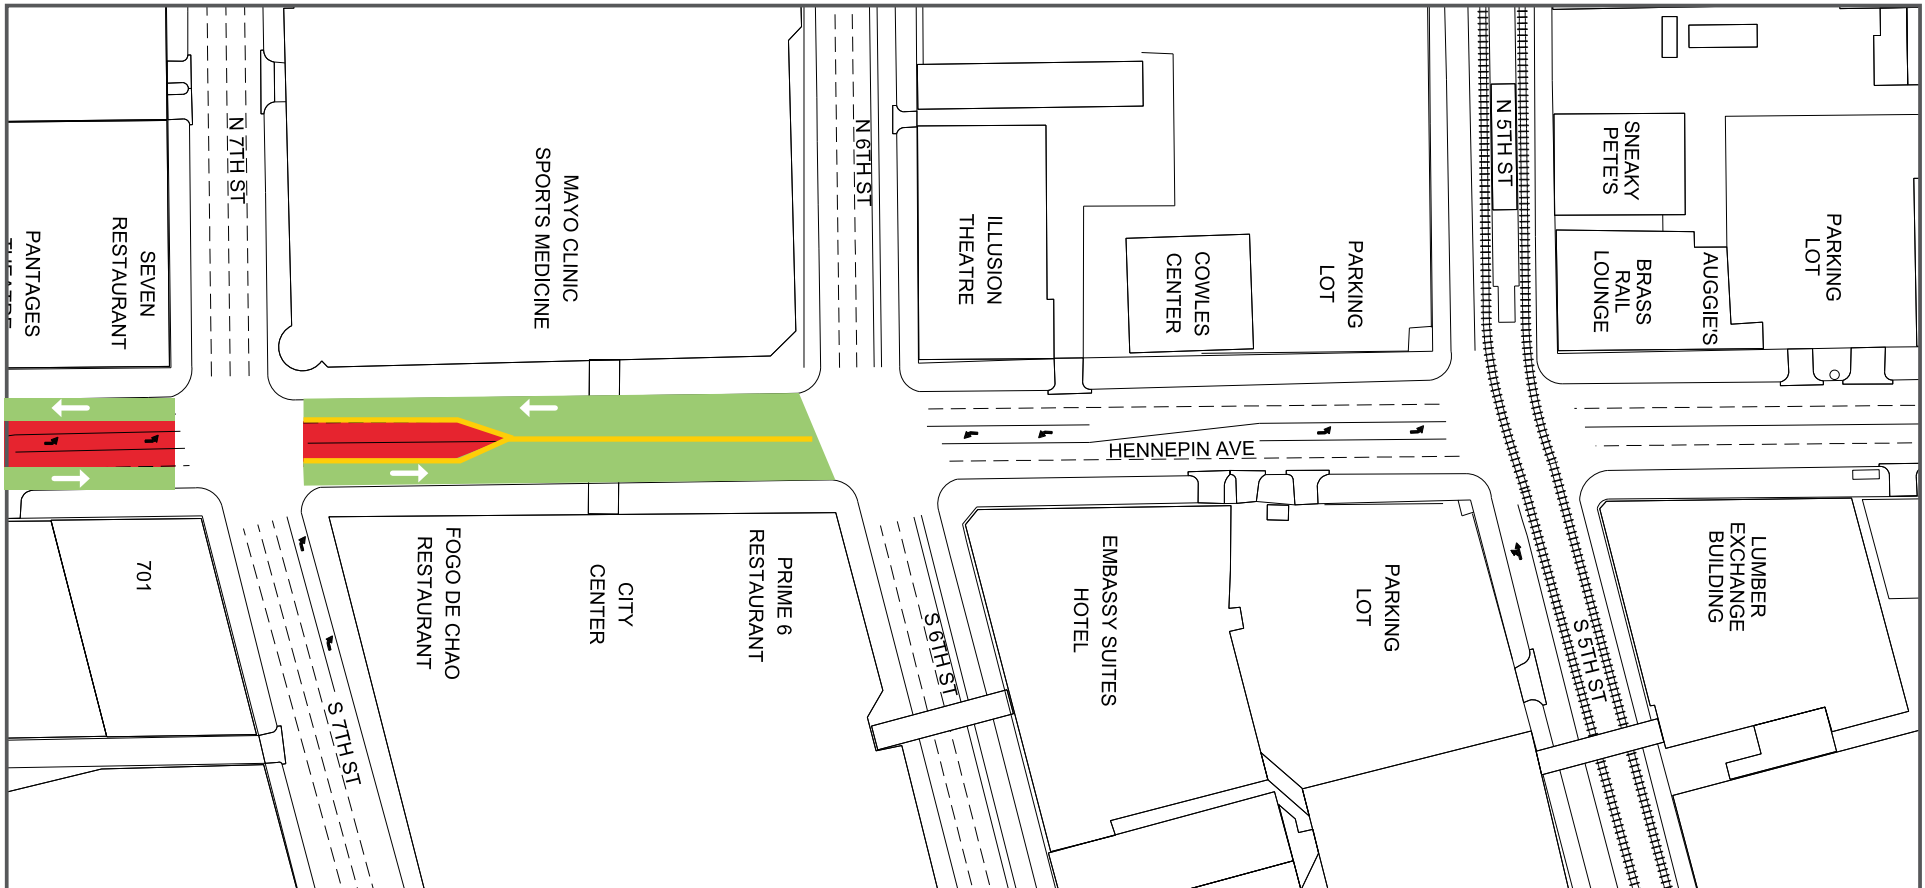 N 7TH ST
N 6TH ST
N 5TH ST
SNEAKY
PETE'S
MAYO CLINIC
SPORTS MEDICINE
ILLUSION
THEATRE
COWLES
CENTER
PARKING
LOT
BRASS
RAIL
LOUNGE
AUGGIE'S
PARKING
LOT
PANTAGES
SEVEN
RESTAURANT
HENNEPIN AVE
701
FOGO DE CHAO
RESTAURANT
CITY
CENTER
PRIME 6
RESTAURANT
EMBASSY SUITES
HOTEL
PARKING
LOT
LUMBER
EXCHANGE
BUILDING
S 7TH ST
S 6TH ST
S 5TH ST